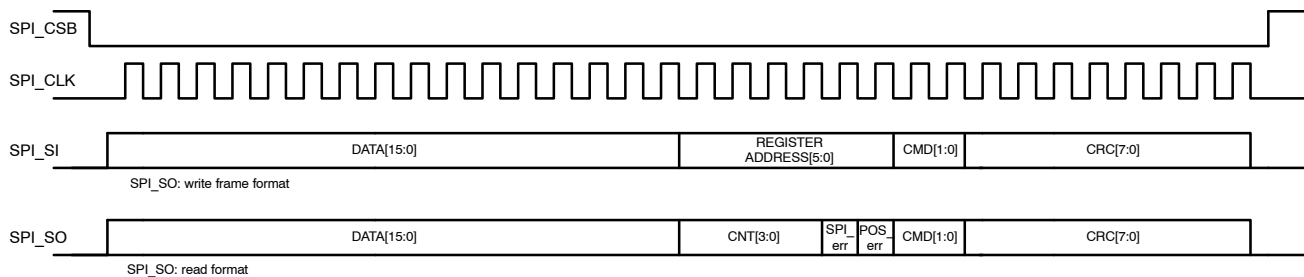 SPI_CSB
SPI_CLK
SPI_SI
DATA[15:0]
REGISTER
ADDRESS[5:0]
CMD[1:0]
CRC[7:0]
SPI_SO: write frame format
SPI_SO
DATA[15:0]
CNT[3:0]
SPI_
err
POS_
err
CMD[1:0]
CRC[7:0]
SPI_SO: read format